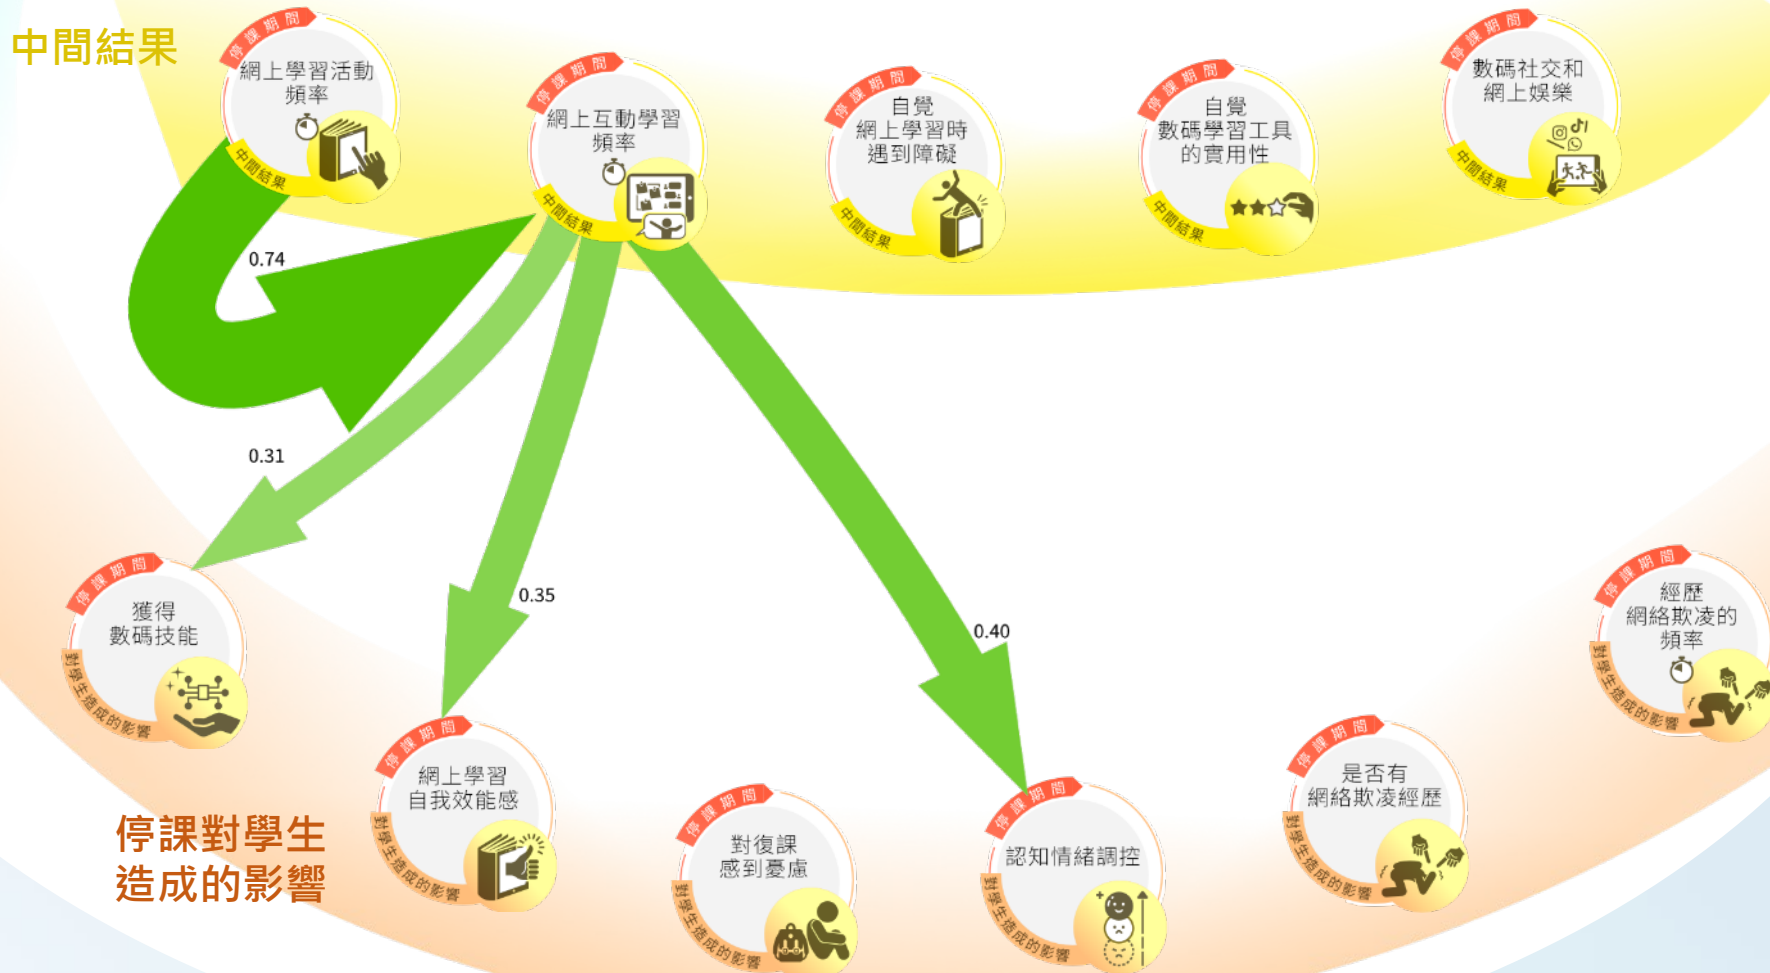 中間結果
停課期間
網上學習活動
頻率
中間結果
停課期間
網上互動學習
頻率
中間結果
停課期間
自覺
網上學習時
遇到障礙
中間結果
停課期間
自覺
數碼學習工具
的實用性
中間結果
停課期間
數碼社交和
網上娛樂
中間結果
0.74
0.31
0.35
0.40
停課期間
獲得
數碼技能
對學生造成的影響
停課期間
網上學習
自我效能感
對學生造成的影響
停課期間
對復課
感到憂慮
對學生造成的影響
停課期間
認知情緒調控
對學生造成的影響
停課期間
是否有
網絡欺凌經歷
對學生造成的影響
停課期間
經歷
網絡欺凌的
頻率
對學生造成的影響
停課對學生
造成的影響